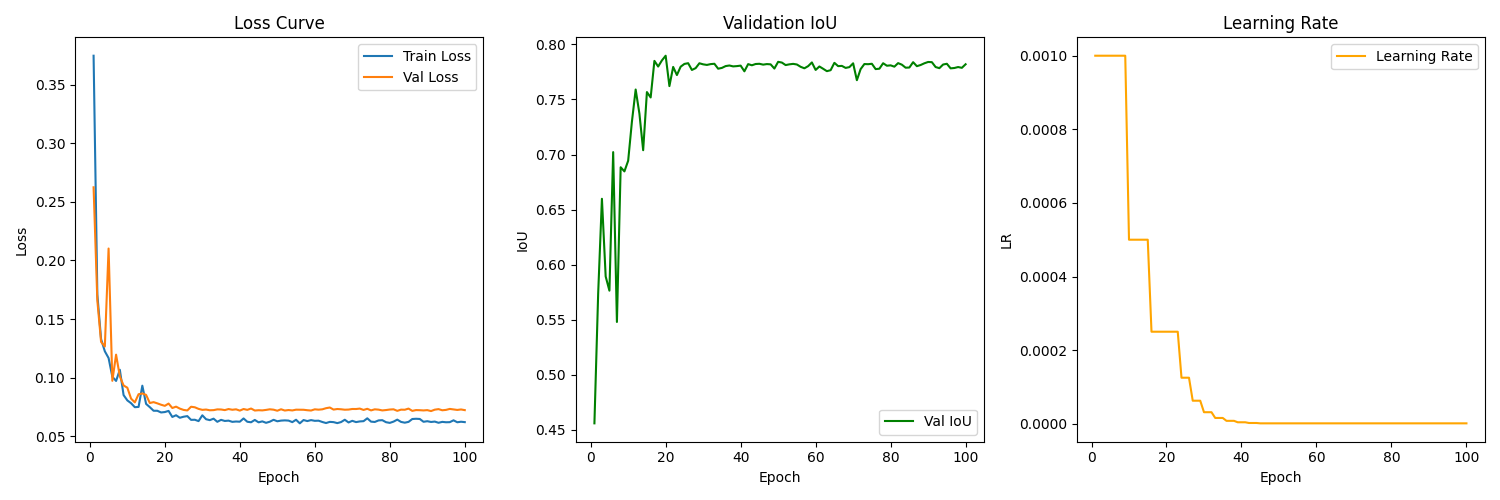 Loss Curve
Train Loss
Val Loss
0.35
0.30
0.25
0.20
0.15
0.10
0.05
0 20 40 60 80 100
Loss
Epoch
Validation IoU
0.80
0.75
0.70
0.65
0.60
0.55
0.50
0.45
0 20 40 60 80 100
IoU
Epoch
Val IoU
Learning Rate
Learning Rate
0.0010
0.0008
0.0006
0.0004
0.0002
0.0000
0 20 40 60 80 100
LR
Epoch